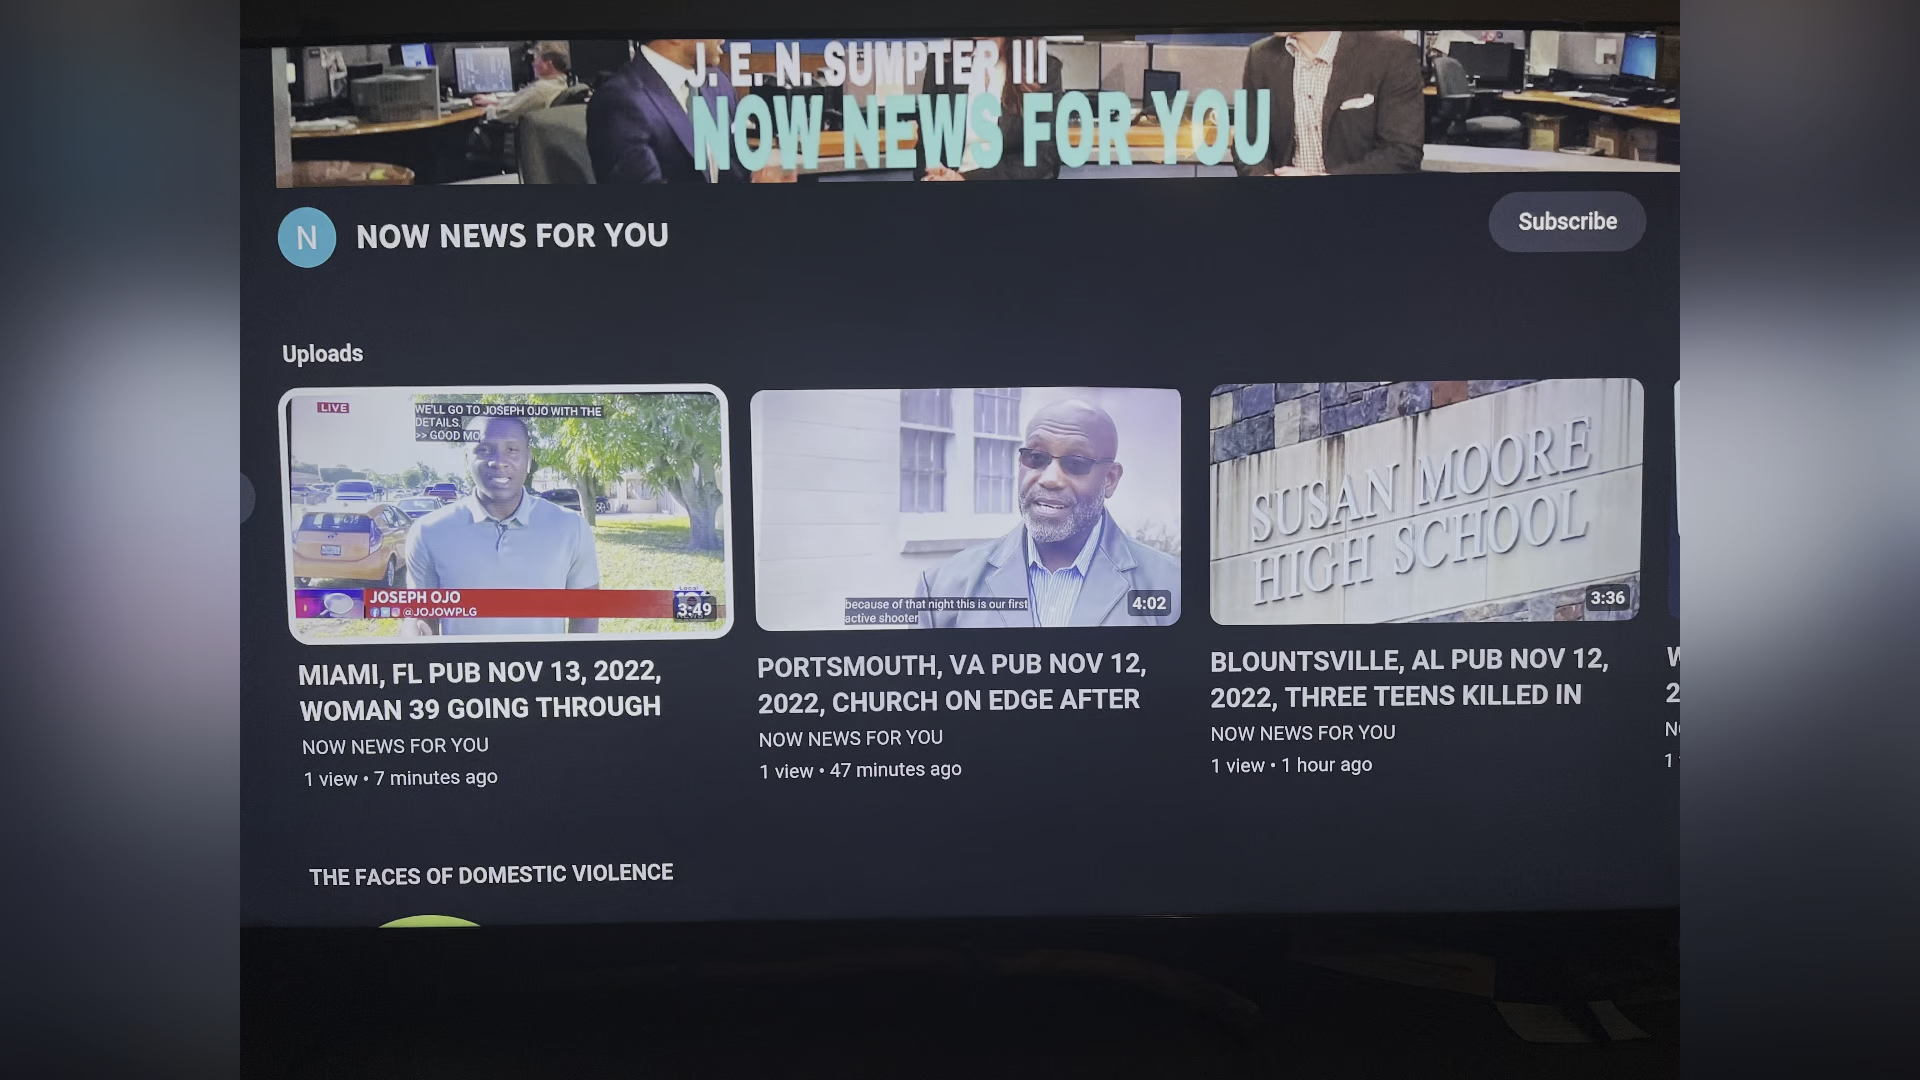 J. E. N. SUMPTER III
NOW NEWS FOR YOU
N
NOW NEWS FOR YOU
Subscribe
Uploads
LIVE
WE'LL GO TO JOSEPH OJO WITH THE
DETAILS.
>> GOOD MO
JOSEPH OJO
@JOJOWPLG
3:49
MIAMI, FL PUB NOV 13, 2022,
WOMAN 39 GOING THROUGH
NOW NEWS FOR YOU
1 view • 7 minutes ago
because of that night this is our first
active shooter
4:02
PORTSMOUTH, VA PUB NOV 12,
2022, CHURCH ON EDGE AFTER
NOW NEWS FOR YOU
1 view • 47 minutes ago
SUSAN MOORE
HIGH SCHOOL
3:36
BLOUNTSVILLE, AL PUB NOV 12,
2022, THREE TEENS KILLED IN
NOW NEWS FOR YOU
1 view • 1 hour ago
THE FACES OF DOMESTIC VIOLENCE